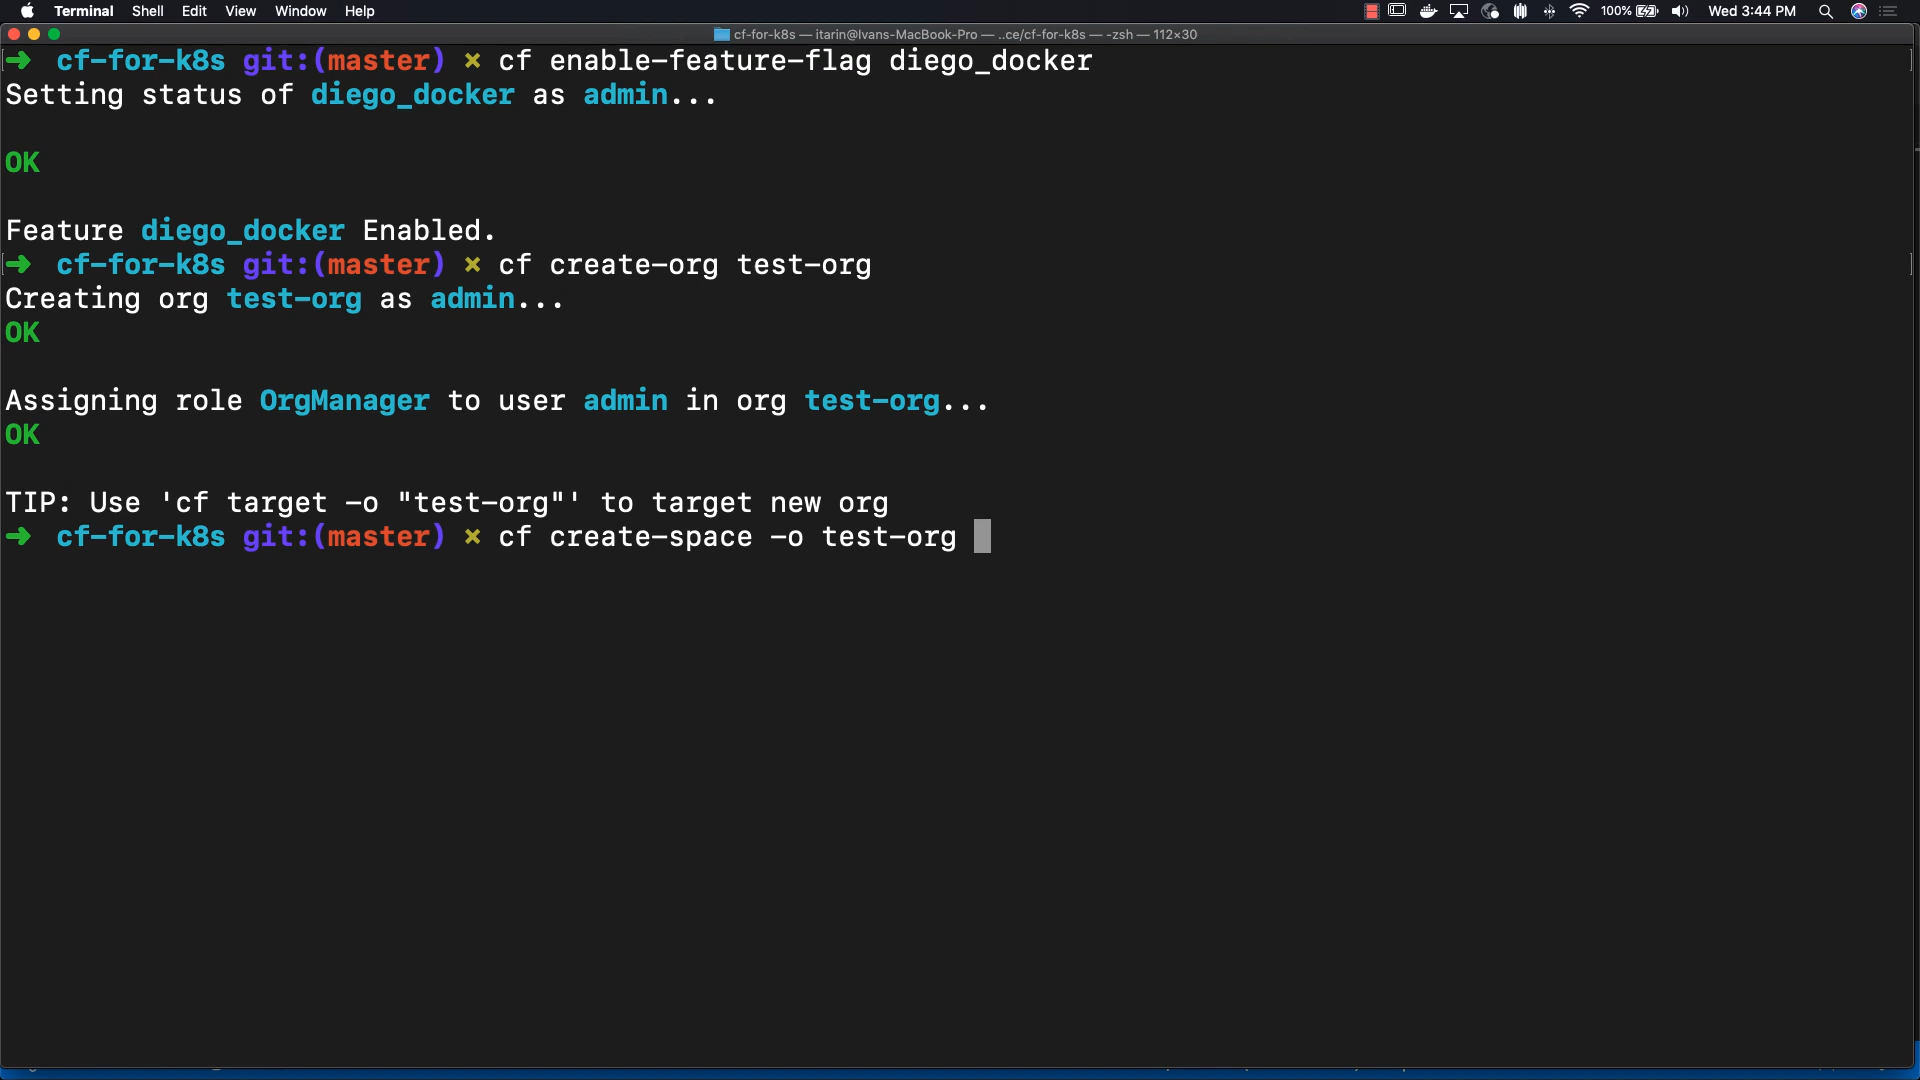 Terminal Shell Edit View Window Help 100% Wed 3:44 PM
cf-for-k8s — itarin@Ivans-MacBook-Pro — ..ce/cf-for-k8s — -zsh — 112×30
➜ cf-for-k8s git:(master) × cf enable-feature-flag diego_docker
Setting status of diego_docker as admin...
OK
Feature diego_docker Enabled.
➜ cf-for-k8s git:(master) × cf create-org test-org
Creating org test-org as admin...
OK
Assigning role OrgManager to user admin in org test-org...
OK
TIP: Use 'cf target -o "test-org"' to target new org
➜ cf-for-k8s git:(master) × cf create-space -o test-org